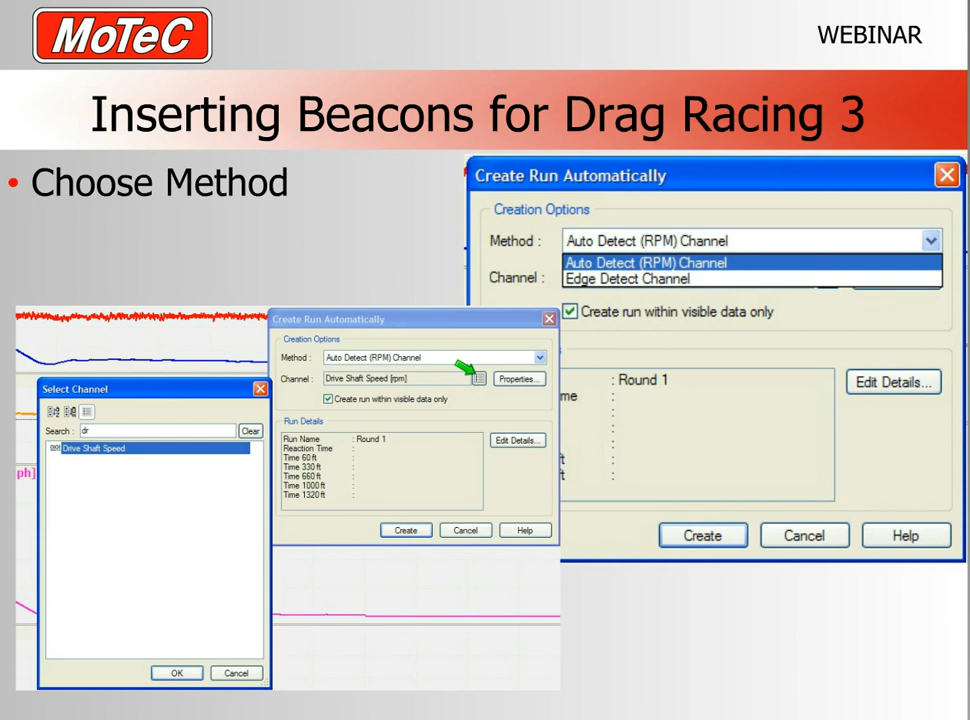 MoTeC
WEBINAR
Inserting Beacons for Drag Racing 3
• Choose Method
Create Run Automatically
Creation Options
Method : Auto Detect (RPM) Channel
Auto Detect (RPM) Channel
Channel : Edge Detect Channel
Create run within visible data only
: Round 1
Edit Details...
me :
:
:
:
t :
t :
Create Cancel Help
Create Run Automatically
Creation Options
Method : Auto Detect (RPM) Channel
Channel : Drive Shaft Speed [rpm] Properties...
Create run within visible data only
Run Details
Run Name : Round 1 Edit Details...
Reaction Time :
Time 60 ft :
Time 330 ft :
Time 660 ft :
Time 1000 ft :
Time 1320 ft :
Create Cancel Help
Select Channel
Search : dr Clear
Drive Shaft Speed
ph]
OK Cancel